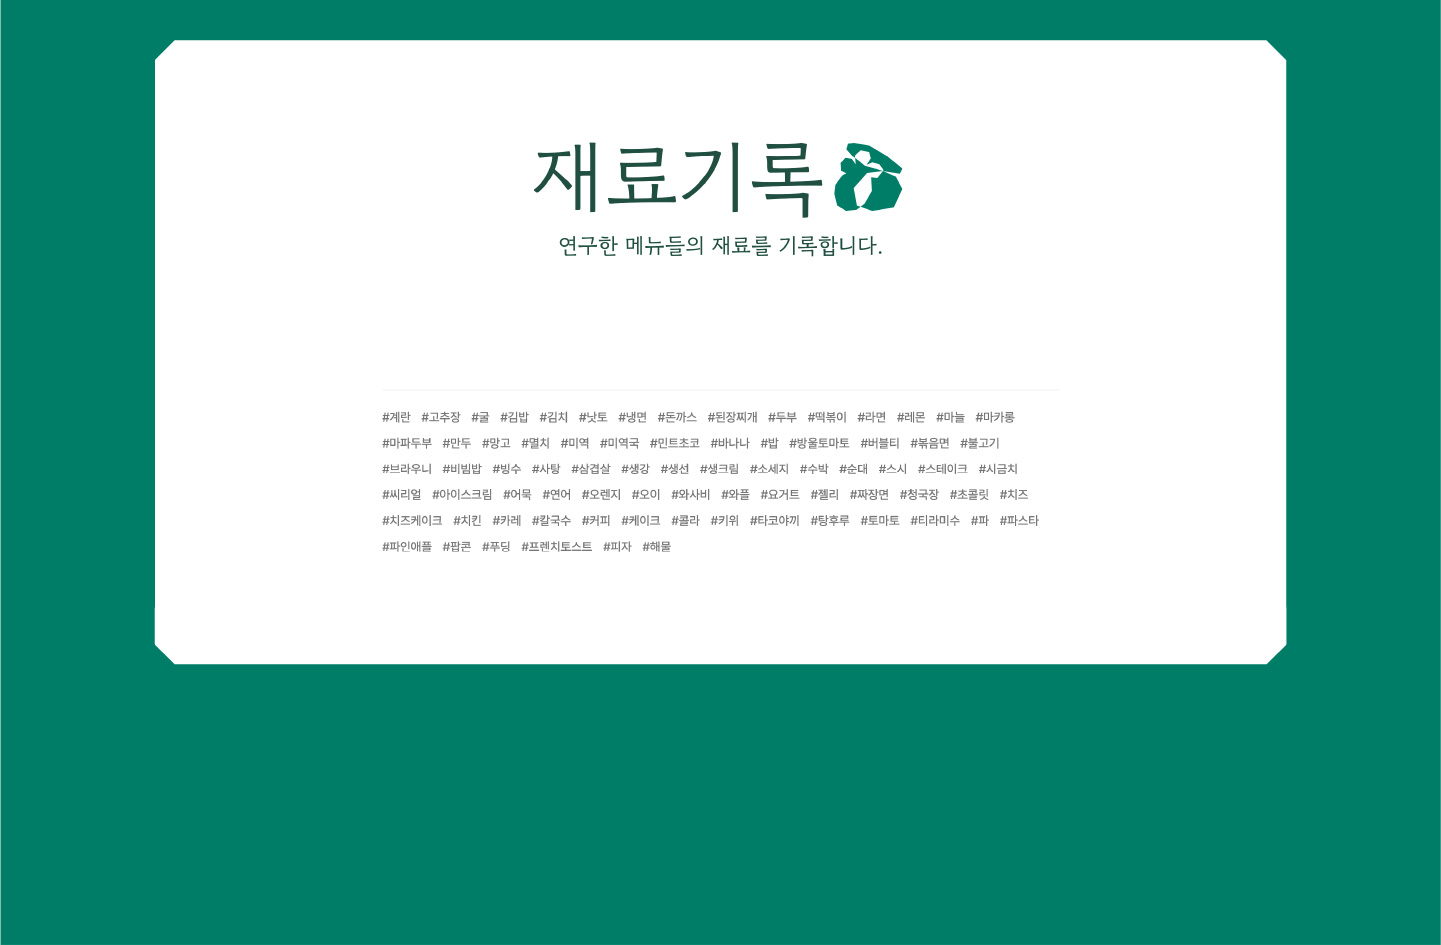 재료기록
연구한 메뉴들의 재료를 기록합니다.
#계란 #고추장 #굴 #김밥 #김치 #낫토 #냉면 #돈까스 #된장찌개 #두부 #떡볶이 #라면 #레몬 #마늘 #마카롱
#마파두부 #만두 #망고 #멸치 #미역 #미역국 #민트초코 #바나나 #밥 #방울토마토 #버블티 #볶음면 #불고기
#브라우니 #비빔밥 #빙수 #사탕 #삼겹살 #생강 #생선 #생크림 #소세지 #수박 #순대 #스시 #스테이크 #시금치
#씨리얼 #아이스크림 #어묵 #연어 #오렌지 #오이 #와사비 #와플 #요거트 #젤리 #짜장면 #청국장 #초콜릿 #치즈
#치즈케이크 #치킨 #카레 #칼국수 #커피 #케이크 #콜라 #키위 #타코야끼 #탕후루 #토마토 #티라미수 #파 #파스타
#파인애플 #팝콘 #푸딩 #프렌치토스트 #피자 #해물